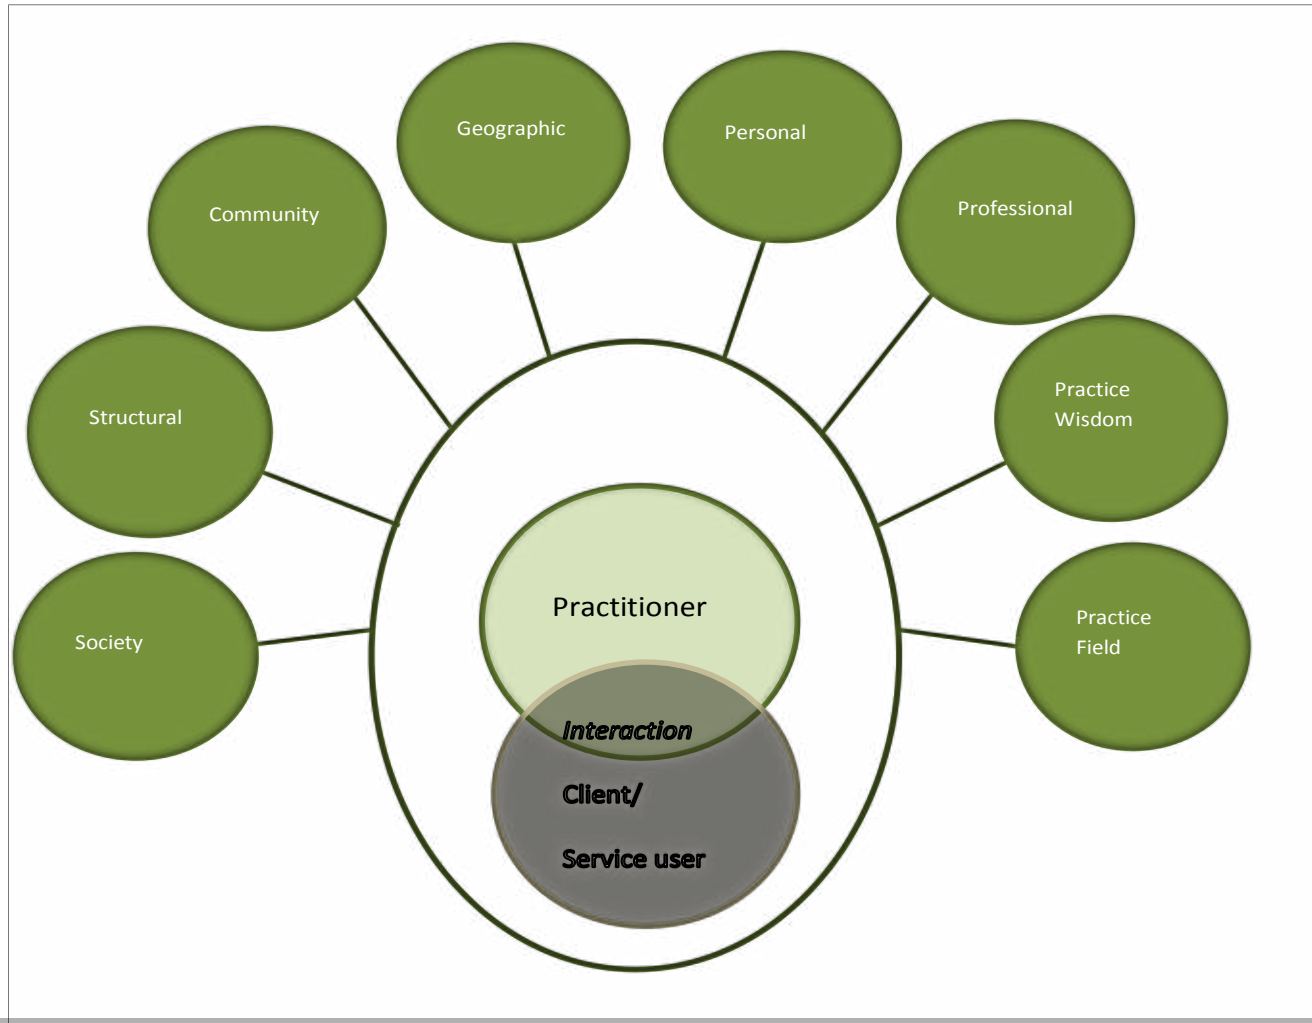 Geographic
Personal
Community
Professional
Structural
Practice
Wisdom
Society
Practitioner
Practice
Field
Interaction
Client/
Service user